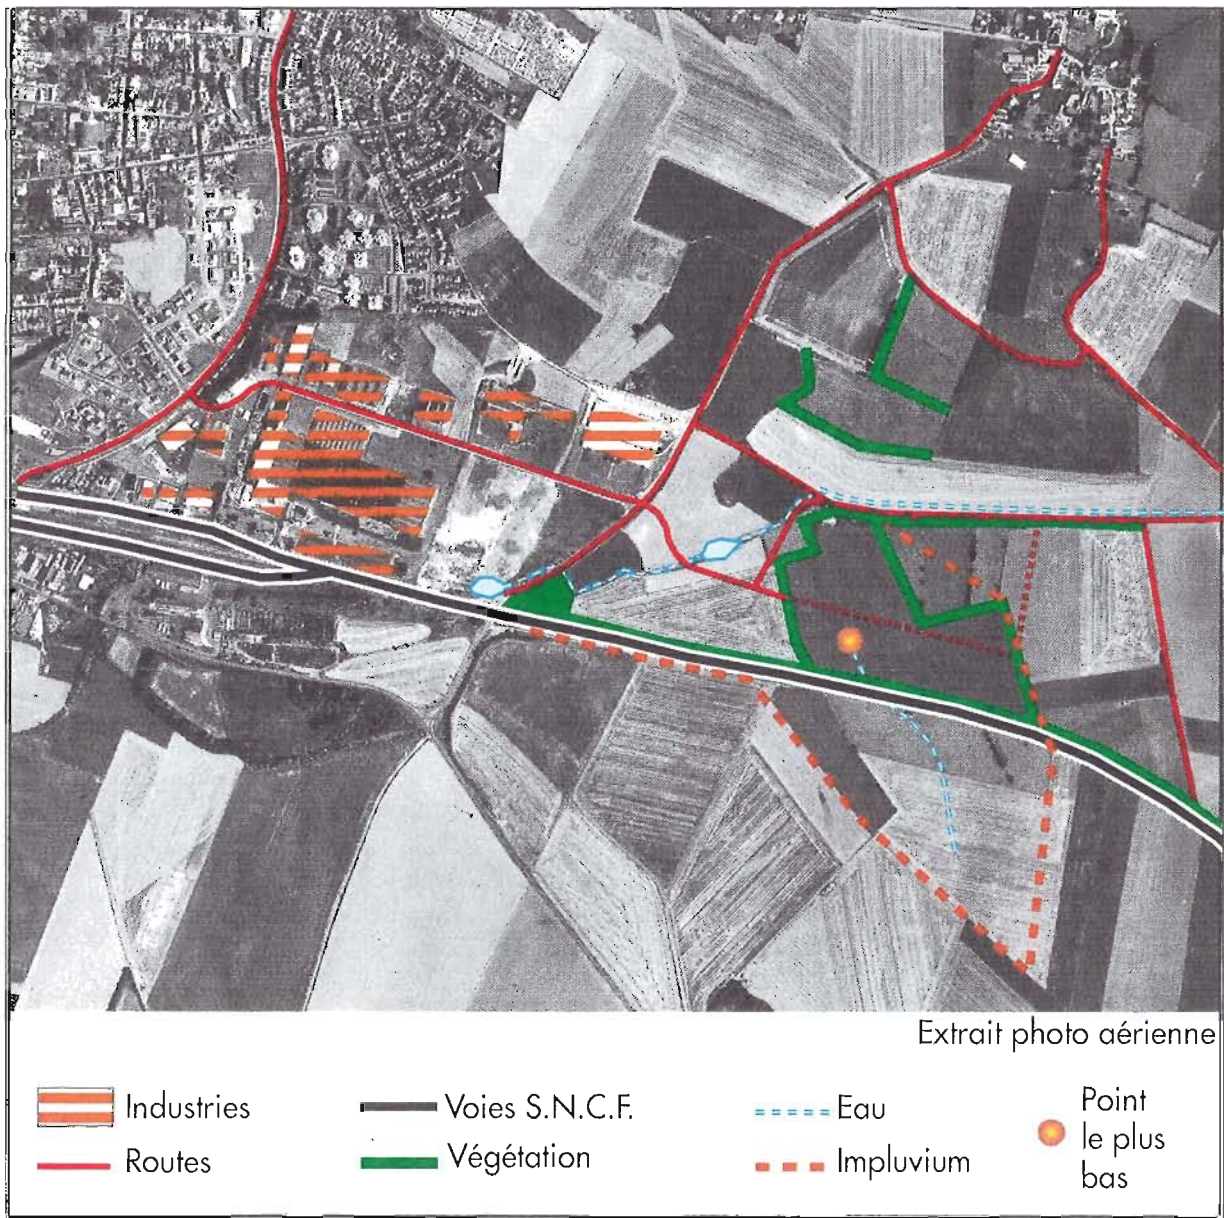 Extrait photo aérienne
Industries
Routes
Voies S.N.C.F.
Végétation
Eau
Impluvium
Point
le plus
bas